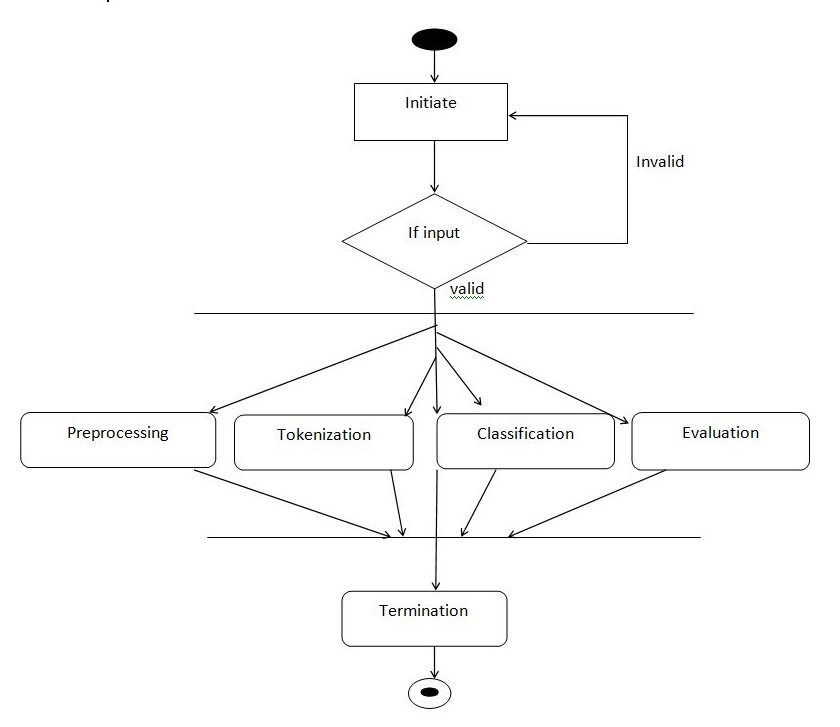 Initiate
Invalid
If input
valid
Preprocessing
Tokenization
Classification
Evaluation
Termination